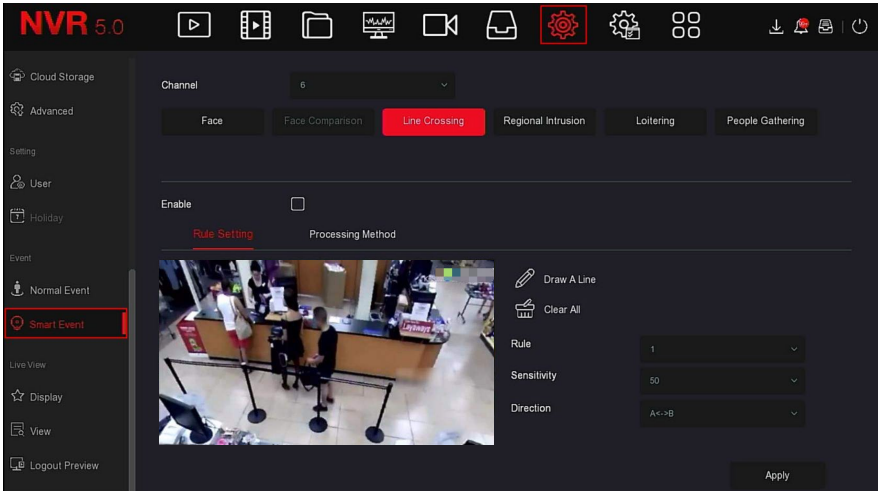 NVR 5.0
99+
Cloud Storage
Advanced
Setting
User
Holiday
Event
Normal Event
Smart Event
Live View
Display
View
Logout Preview
Channel
6
Face
Face Comparison
Line Crossing
Regional Intrusion
Loitering
People Gathering
Enable
Rule Setting
Processing Method
Layaways
Draw A Line
Clear All
Rule
1
Sensitivity
50
Direction
A<->B
Apply